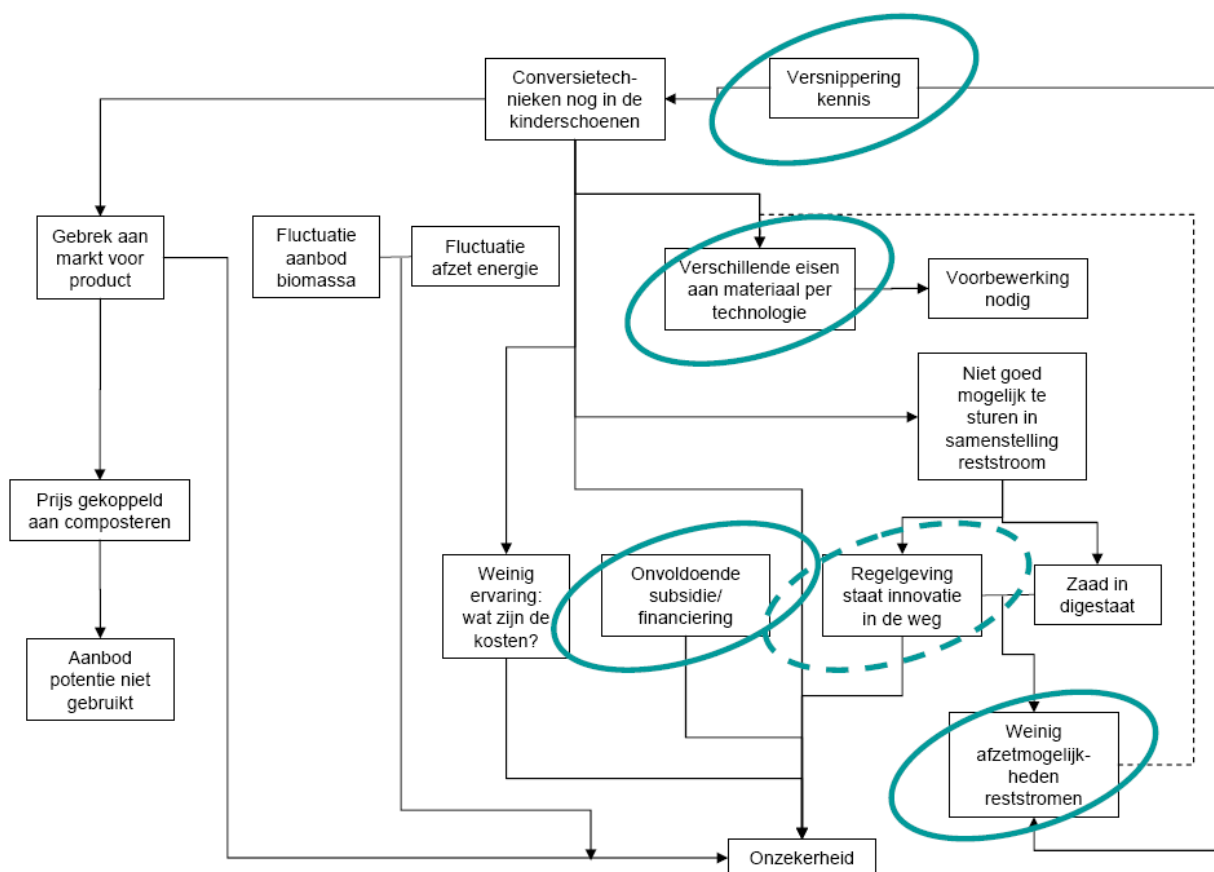 Conversietech-
nieken nog in de
kinderschoenen
Versnippering
kennis
Gebrek aan
markt voor
product
Fluctuatie
aanbod
biomassa
Fluctuatie
afzet energie
Verschillende eisen
aan materiaal per
technologie
Voorbewerking
nodig
Niet goed
mogelijk te
sturen in
samenstelling
reststroom
Prijs gekoppeld
aan composteren
Weinig
ervaring:
wat zijn de
kosten?
Onvoldoende
subsidie/
financiering
Regelgeving
staat innovatie
in de weg
Zaad in
digestaat
Aanbod
potentie niet
gebruikt
Weinig
afzetmogelijk-
heden
reststromen
Onzekerheid